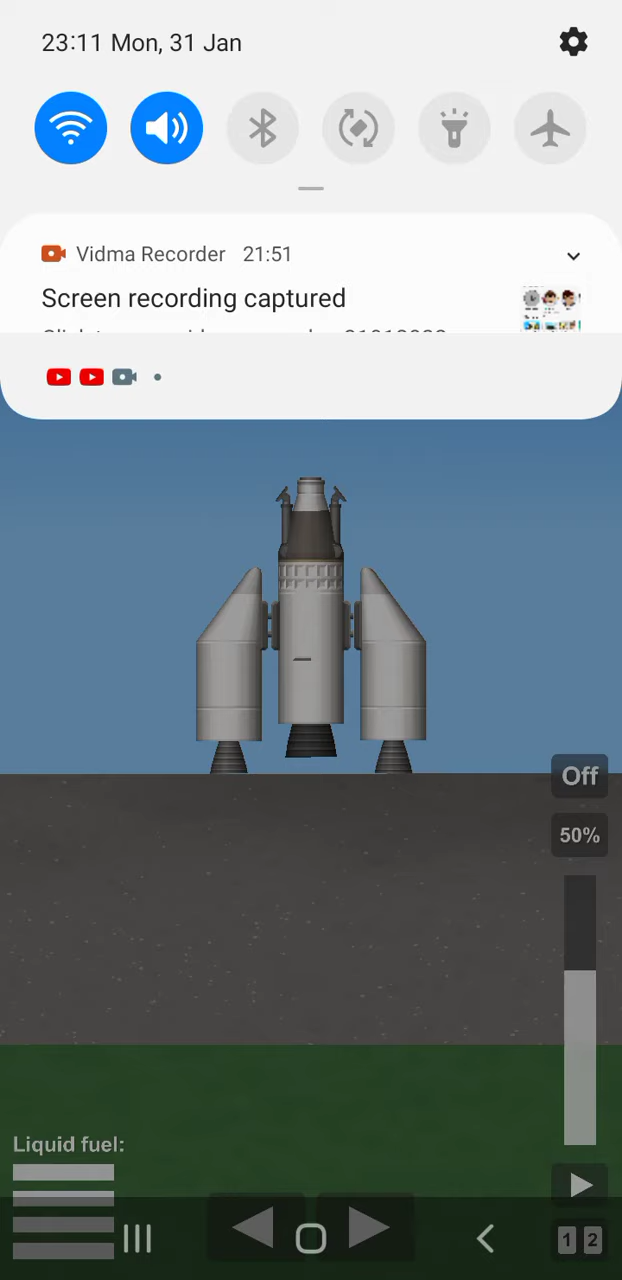 23:11 Mon, 31 Jan
Vidma Recorder 21:51
Screen recording captured
Off
50%
Liquid fuel:
1 2